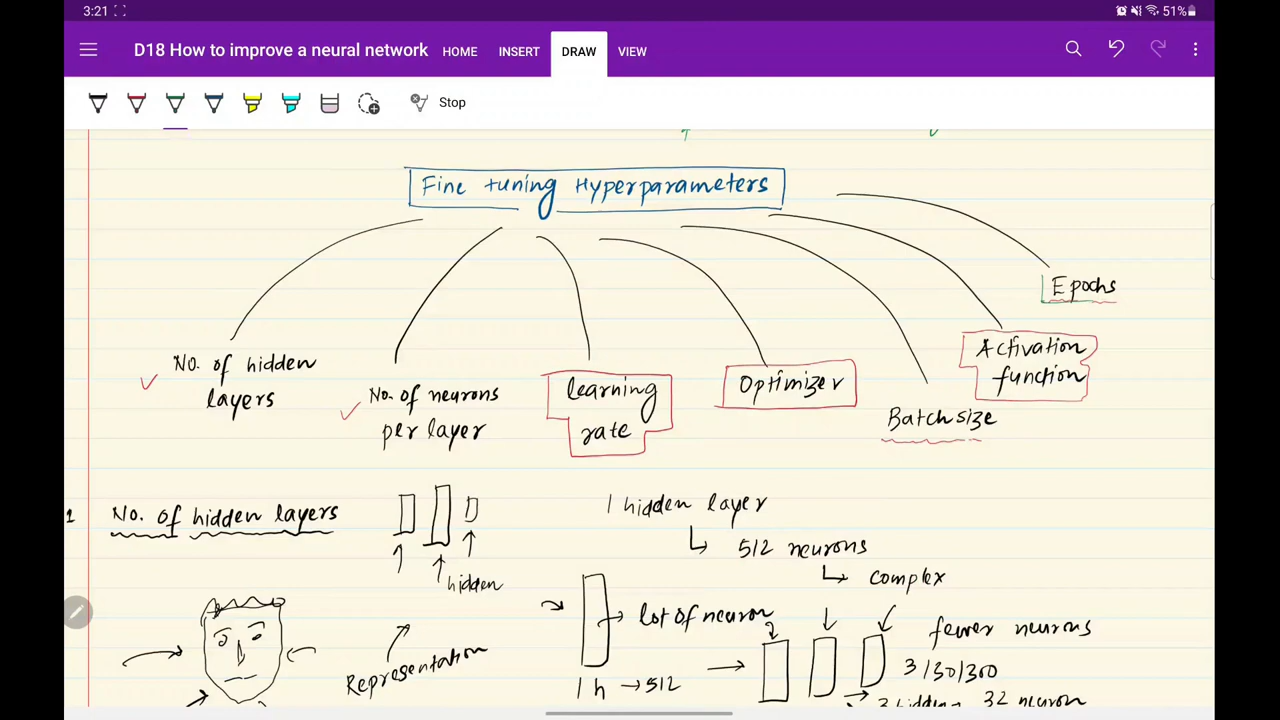 3:21
51%
D18 How to improve a neural network
HOME
INSERT
DRAW
VIEW
Stop
Fine tuning Hyperparameters
Epochs
No. of hidden
layers
No. of neurons
per layer
learning
rate
Optimizer
Batch size
Activation
function
1 No. of hidden layers
hidden
Representation
1 hidden layer
512 neurons
complex
lot of neuron
1 h → 512
fewer neurons
3/30/300
3 hidden 32 neuron